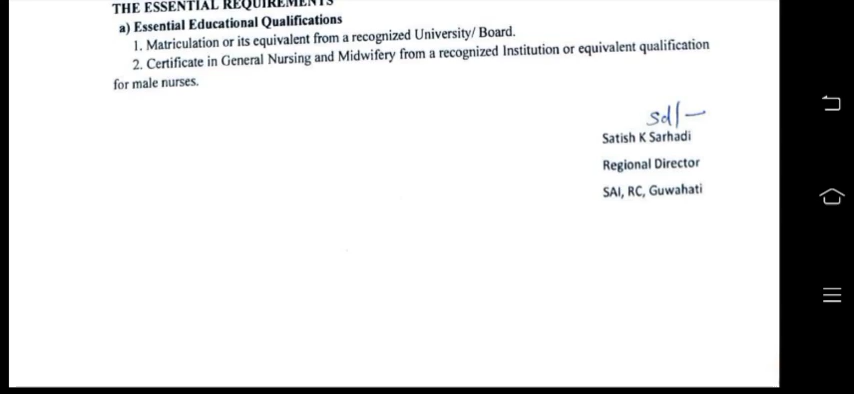 THE ESSENTIAL REQUIREMENTS
a) Essential Educational Qualifications
1. Matriculation or its equivalent from a recognized University/ Board.
2. Certificate in General Nursing and Midwifery from a recognized Institution or equivalent qualification
for male nurses.
Sd/-
Satish K Sarhadi
Regional Director
SAI, RC, Guwahati